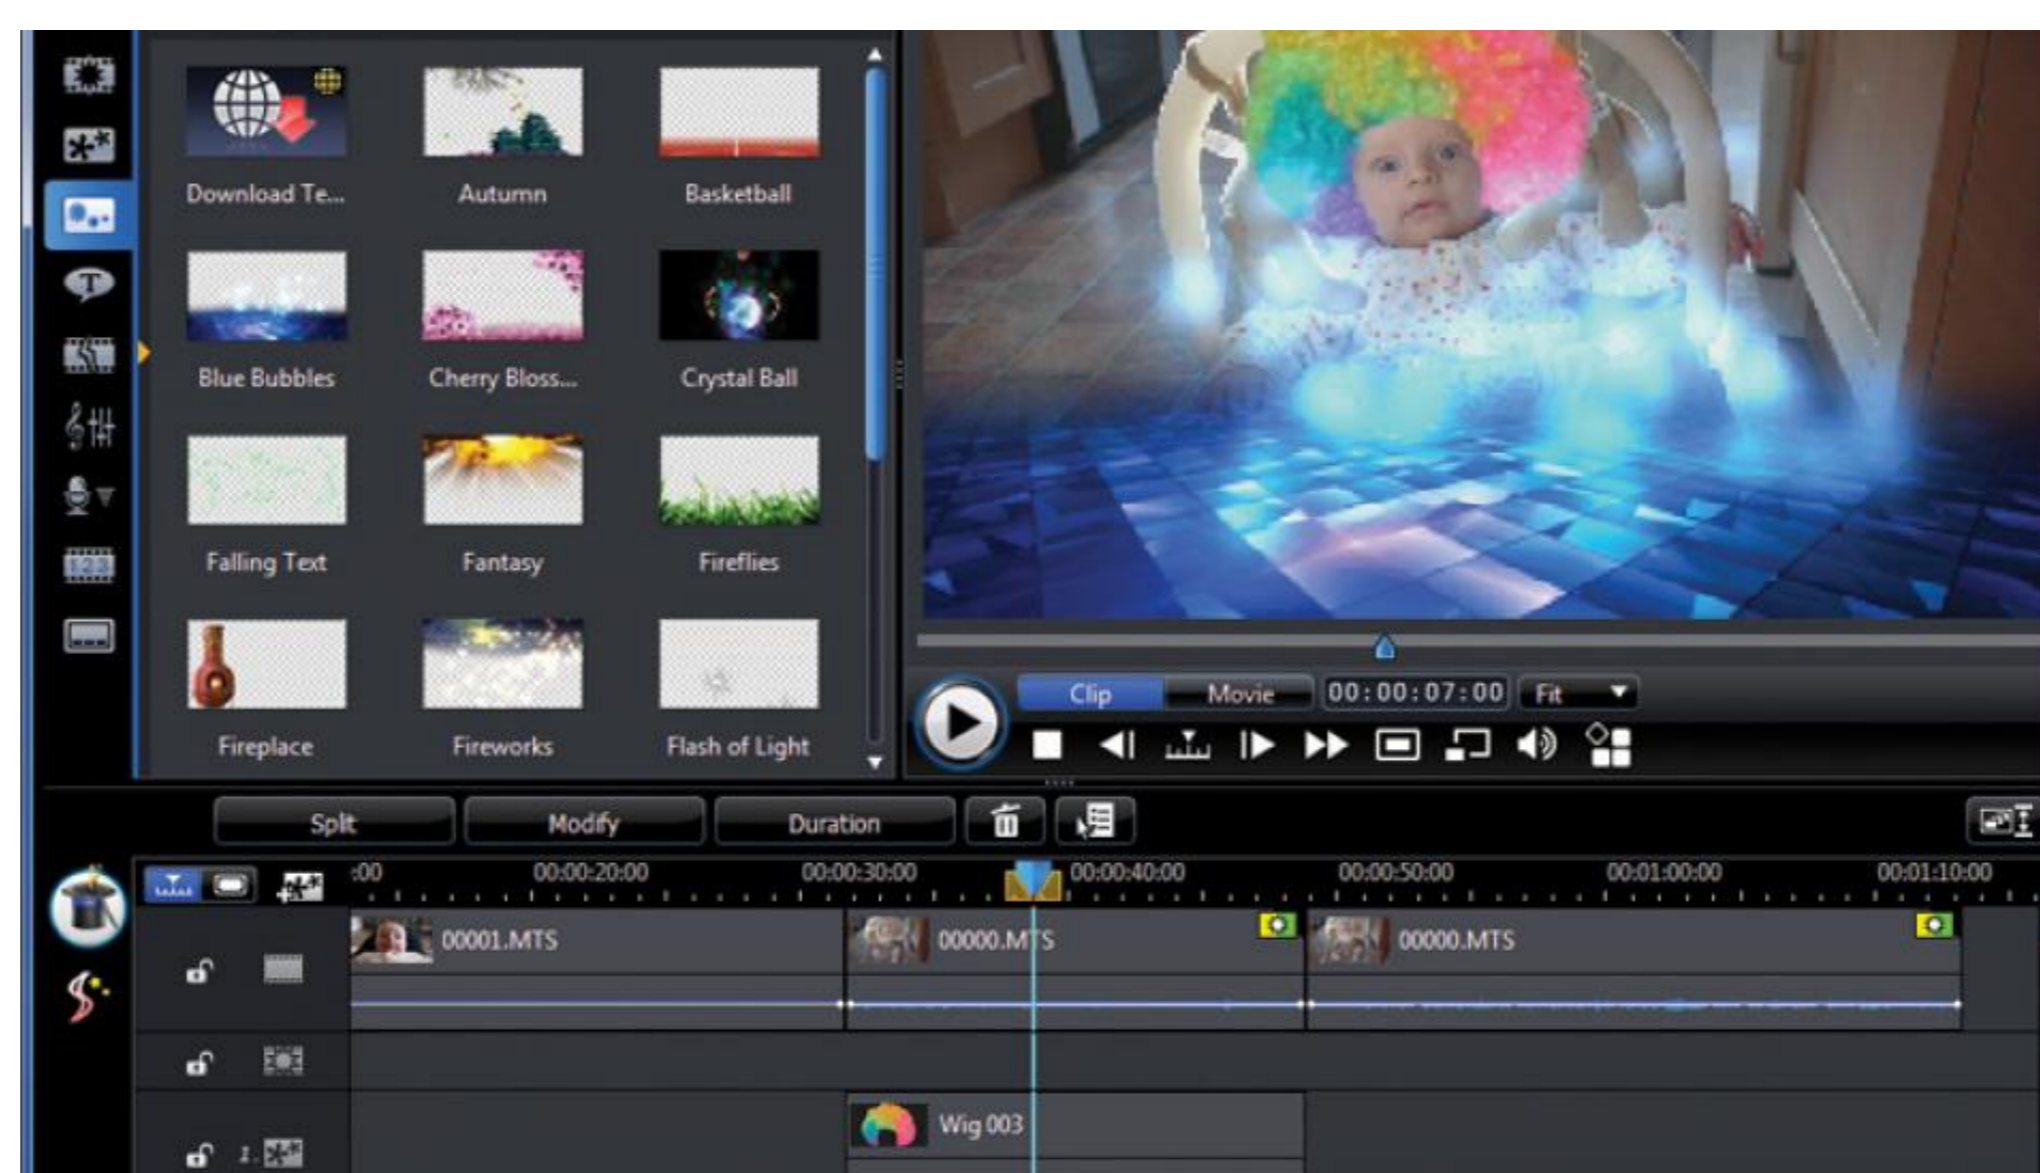 Download Te...
Autumn
Basketball
Blue Bubbles
Cherry Bloss...
Crystal Ball
Falling Text
Fantasy
Fireflies
Fireplace
Fireworks
Flash of Light
T
123
Clip
Movie
00:00:07:00
Fit
Split
Modify
Duration
:00
00:00:20:00
00:00:30:00
00:00:40:00
00:00:50:00
00:01:00:00
00:01:10:00
00001.MTS
00000.MTS
00000.MTS
Wig 003